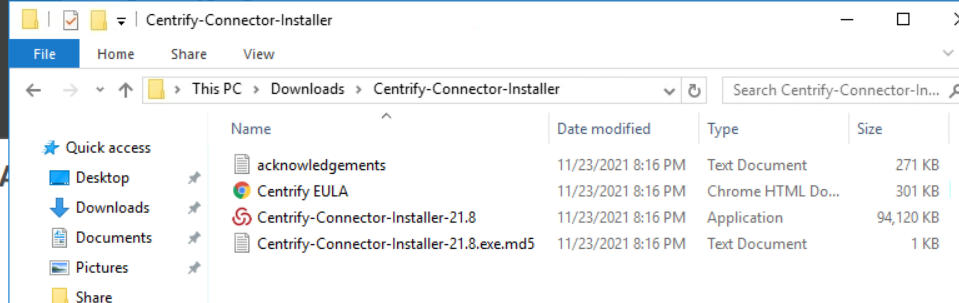 Centrify-Connector-Installer
File Home Share View
This PC Downloads Centrify-Connector-Installer Search Centrify-Connector-In...
Name Date modified Type Size
Quick access
Desktop
Downloads
Documents
Pictures
Share
acknowledgements 11/23/2021 8:16 PM Text Document 271 KB
Centrify EULA 11/23/2021 8:16 PM Chrome HTML Do... 301 KB
Centrify-Connector-Installer-21.8 11/23/2021 8:16 PM Application 94,120 KB
Centrify-Connector-Installer-21.8.exe.md5 11/23/2021 8:16 PM Text Document 1 KB